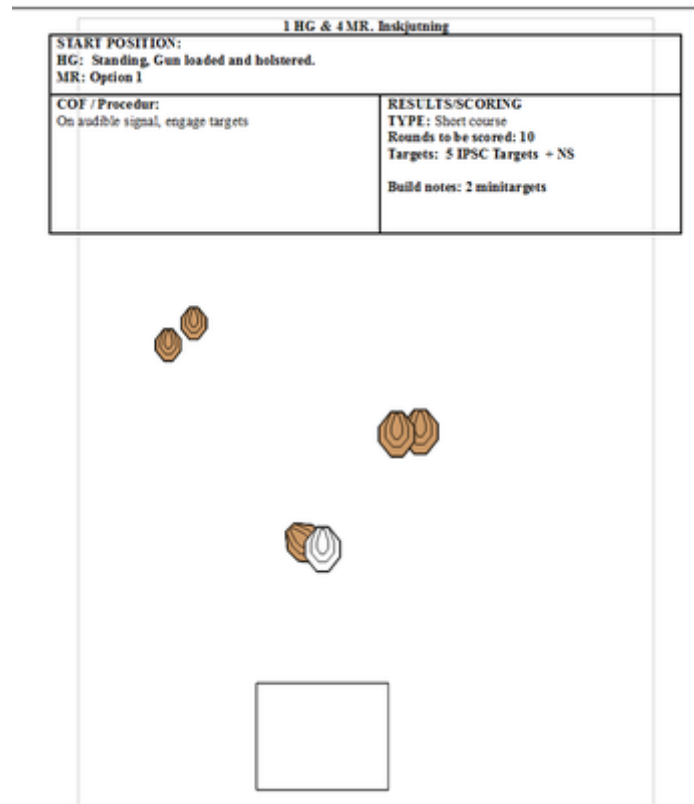 1 HG & 4 MR. Inskjutning
START POSITION:
HG: Standing, Gun loaded and holstered.
MR: Option 1
COF / Procedur:
On audible signal, engage targets
RESULTS/SCORING
TYPE: Short course
Rounds to be scored: 10
Targets: 5 IPSC Targets + NS
Build notes: 2 minitargets